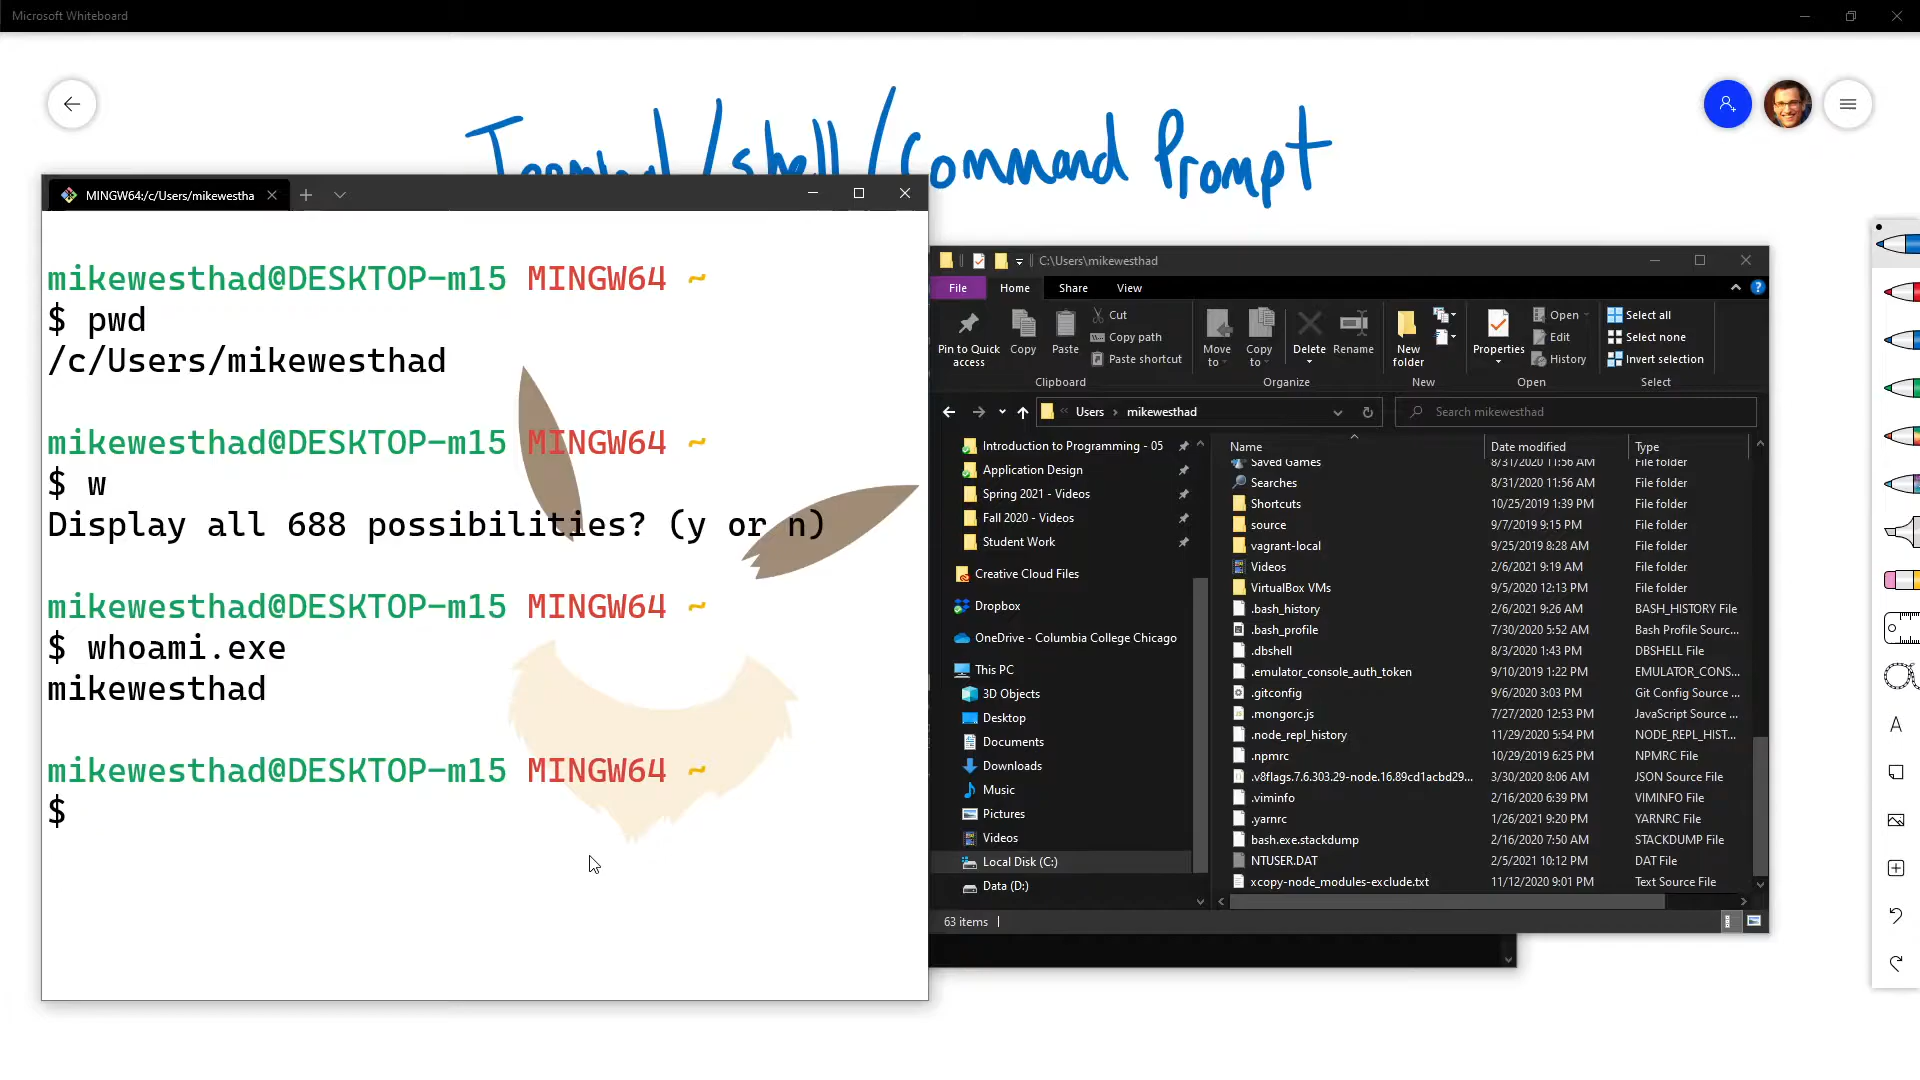 Microsoft Whiteboard
Terminal/shell/Command Prompt
MINGW64:/c/Users/mikewestha
mikewesthad@DESKTOP-m15 MINGW64 ~
$ pwd
/c/Users/mikewesthad
mikewesthad@DESKTOP-m15 MINGW64 ~
$ w
Display all 688 possibilities? (y or n)
mikewesthad@DESKTOP-m15 MINGW64 ~
$ whoami.exe
mikewesthad
mikewesthad@DESKTOP-m15 MINGW64 ~
$
C:\Users\mikewesthad
File Home Share View
Pin to Quick access
Copy
Paste
Cut
Copy path
Paste shortcut
Clipboard
Move to
Copy to
Delete
Rename
Organize
New folder
New
Properties
Open
Edit
History
Open
Select all
Select none
Invert selection
Select
Users › mikewesthad
Search mikewesthad
Introduction to Programming - 05
Application Design
Spring 2021 - Videos
Fall 2020 - Videos
Student Work
Creative Cloud Files
Dropbox
OneDrive - Columbia College Chicago
This PC
3D Objects
Desktop
Documents
Downloads
Music
Pictures
Videos
Local Disk (C:)
Data (D:)
Name Date modified Type
Saved Games 8/31/2020 11:56 AM File folder
Searches 8/31/2020 11:56 AM File folder
Shortcuts 10/25/2019 1:39 PM File folder
source 9/7/2019 9:15 PM File folder
vagrant-local 9/25/2019 8:28 AM File folder
Videos 2/6/2021 9:19 AM File folder
VirtualBox VMs 9/5/2020 12:13 PM File folder
.bash_history 2/6/2021 9:26 AM BASH_HISTORY File
.bash_profile 7/30/2020 5:52 AM Bash Profile Sourc...
.dbshell 8/3/2020 1:43 PM DBSHELL File
.emulator_console_auth_token 9/10/2019 1:22 PM EMULATOR_CONS...
.gitconfig 9/6/2020 3:03 PM Git Config Source ...
.mongorc.js 7/27/2020 12:53 PM JavaScript Source ...
.node_repl_history 11/29/2020 5:54 PM NODE_REPL_HIST...
.npmrc 10/29/2019 6:25 PM NPMRC File
.v8flags.7.6.303.29-node.16.89cd1acbd29... 3/30/2020 8:06 AM JSON Source File
.viminfo 2/16/2020 6:39 PM VIMINFO File
.yarnrc 1/26/2021 9:20 PM YARNRC File
bash.exe.stackdump 2/16/2020 7:50 AM STACKDUMP File
NTUSER.DAT 2/5/2021 10:12 PM DAT File
xcopy-node_modules-exclude.txt 11/12/2020 9:01 PM Text Source File
63 items